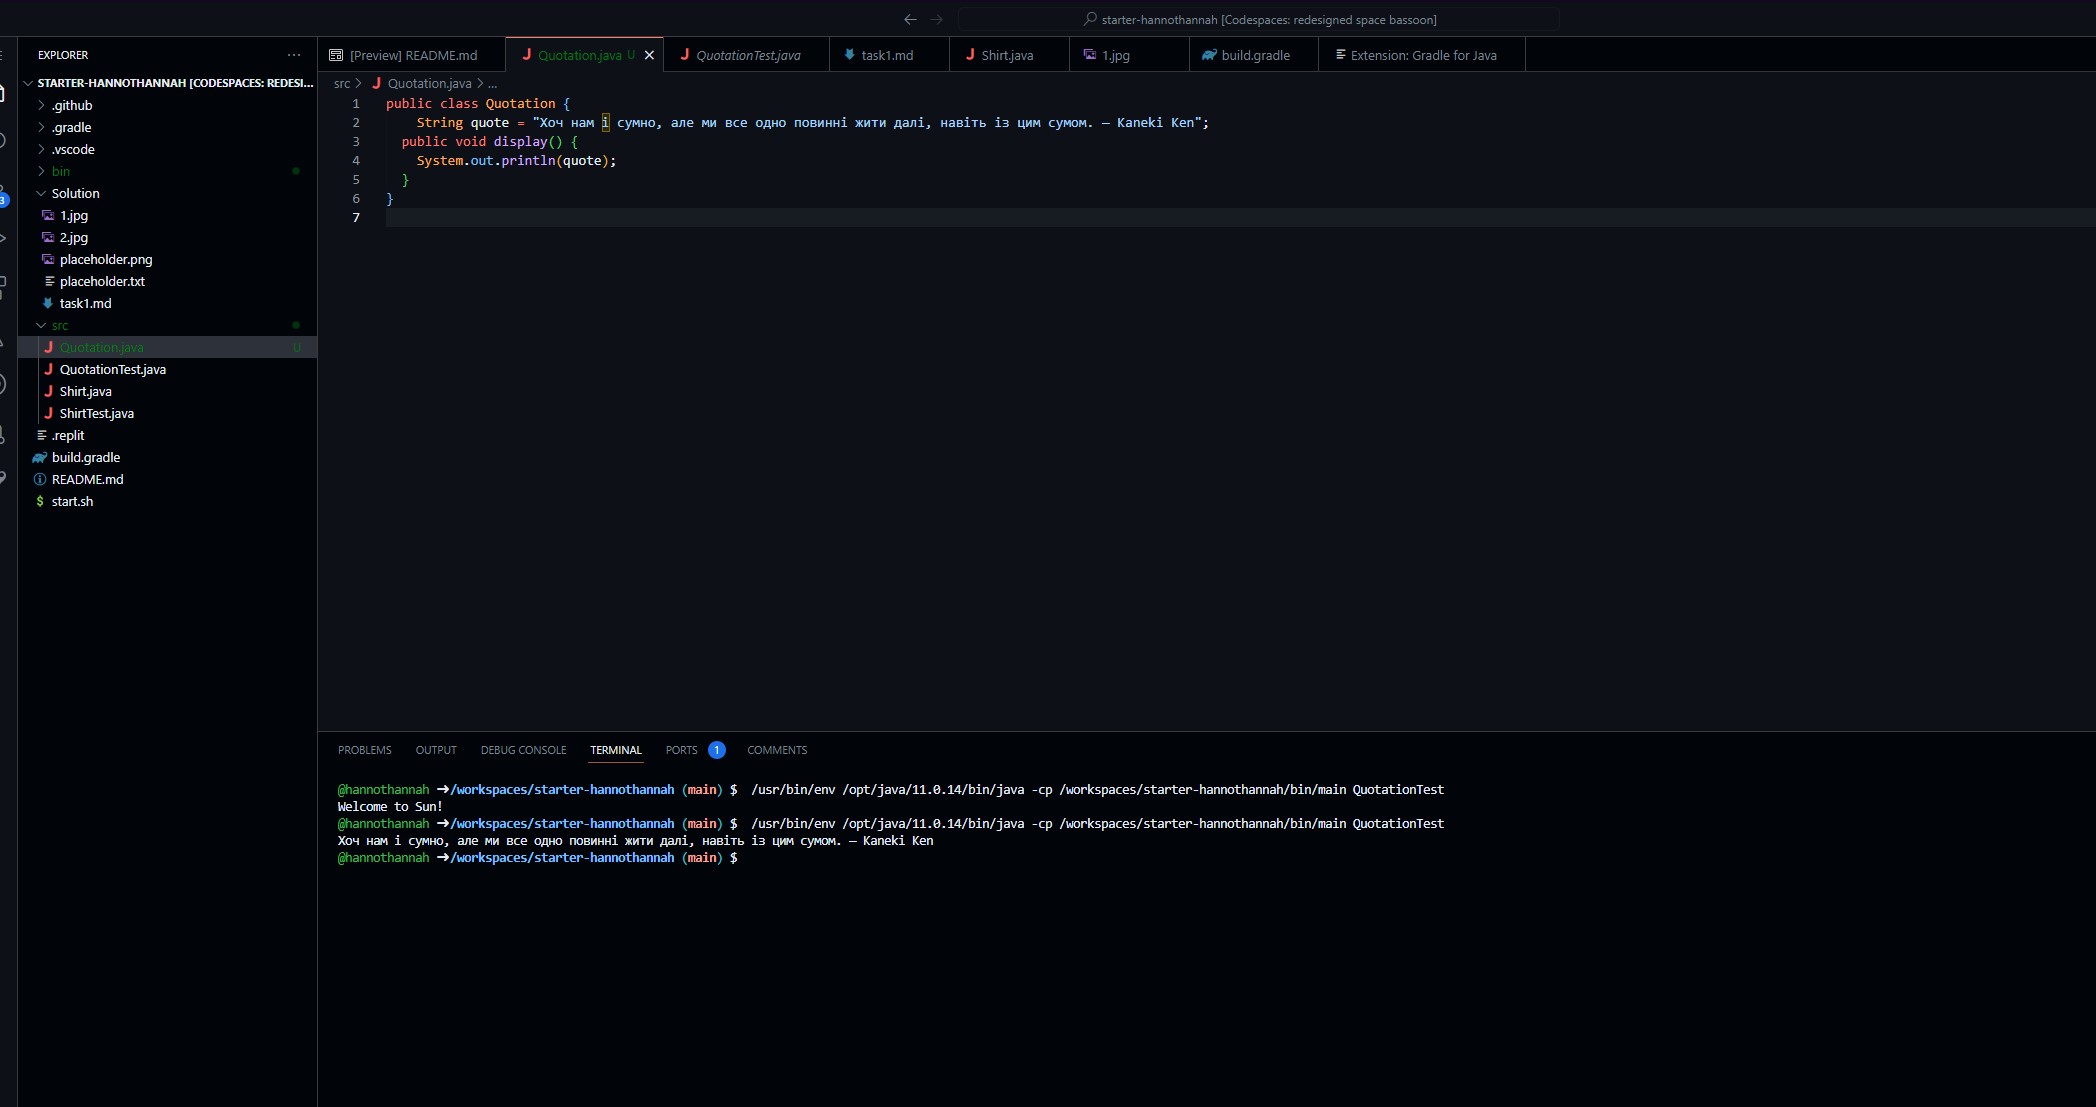 starter-hannothannah [Codespaces: redesigned space bassoon]
EXPLORER
STARTER-HANNOTHANNAH [CODESPACES: REDESI...
.github
.gradle
.vscode
bin
Solution
1.jpg
2.jpg
placeholder.png
placeholder.txt
task1.md
src
Quotation.java U
QuotationTest.java
Shirt.java
ShirtTest.java
.replit
build.gradle
README.md
start.sh
3
[Preview] README.md Quotation.java U QuotationTest.java task1.md Shirt.java 1.jpg build.gradle Extension: Gradle for Java
src > Quotation.java > ...
1 public class Quotation {
2 String quote = "Хоч нам і сумно, але ми все одно повинні жити далі, навіть із цим сумом. — Kaneki Ken";
3 public void display() {
4 System.out.println(quote);
5 }
6 }
7
PROBLEMS OUTPUT DEBUG CONSOLE TERMINAL PORTS 1 COMMENTS
@hannothannah ➜/workspaces/starter-hannothannah (main) $ /usr/bin/env /opt/java/11.0.14/bin/java -cp /workspaces/starter-hannothannah/bin/main QuotationTest
Welcome to Sun!
@hannothannah ➜/workspaces/starter-hannothannah (main) $ /usr/bin/env /opt/java/11.0.14/bin/java -cp /workspaces/starter-hannothannah/bin/main QuotationTest
Хоч нам і сумно, але ми все одно повинні жити далі, навіть із цим сумом. — Kaneki Ken
@hannothannah ➜/workspaces/starter-hannothannah (main) $